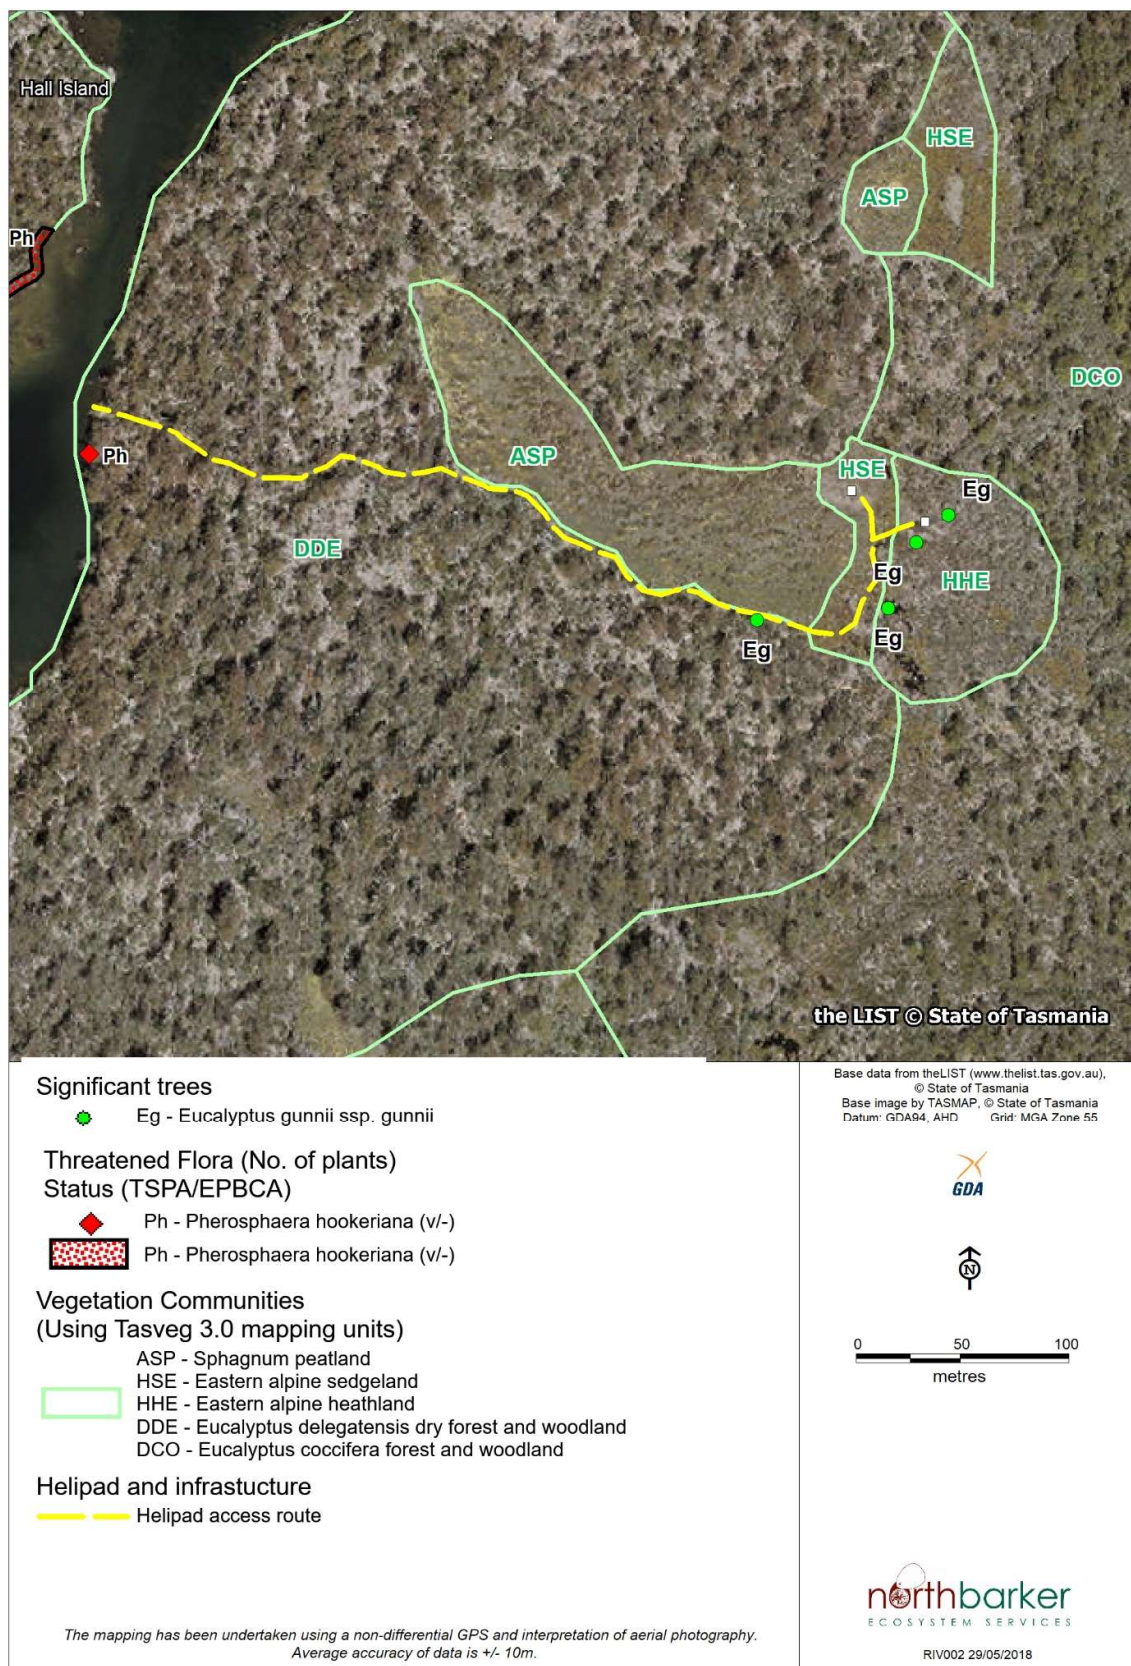 Hall Island
HSE
ASP
Ph
DCO
Ph
ASP
HSE
Eg
DDE
Eg
HHE
Eg
Eg
the LIST © State of Tasmania
Significant trees
Eg - Eucalyptus gunnii ssp. gunnii
Threatened Flora (No. of plants)
Status (TSPA/EPBCA)
Ph - Pherosphaera hookeriana (v/-)
Ph - Pherosphaera hookeriana (v/-)
Vegetation Communities
(Using Tasveg 3.0 mapping units)
ASP - Sphagnum peatland
HSE - Eastern alpine sedgeland
HHE - Eastern alpine heathland
DDE - Eucalyptus delegatensis dry forest and woodland
DCO - Eucalyptus coccifera forest and woodland
Helipad and infrastucture
Helipad access route
The mapping has been undertaken using a non-differential GPS and interpretation of aerial photography.
Average accuracy of data is +/- 10m.
Base data from theLIST (www.thelist.tas.gov.au),
© State of Tasmania
Base image by TASMAP, © State of Tasmania
Datum: GDA94, AHD Grid: MGA Zone 55
GDA
N
0 50 100
metres
northbarker
ECOSYSTEM SERVICES
RIV002 29/05/2018